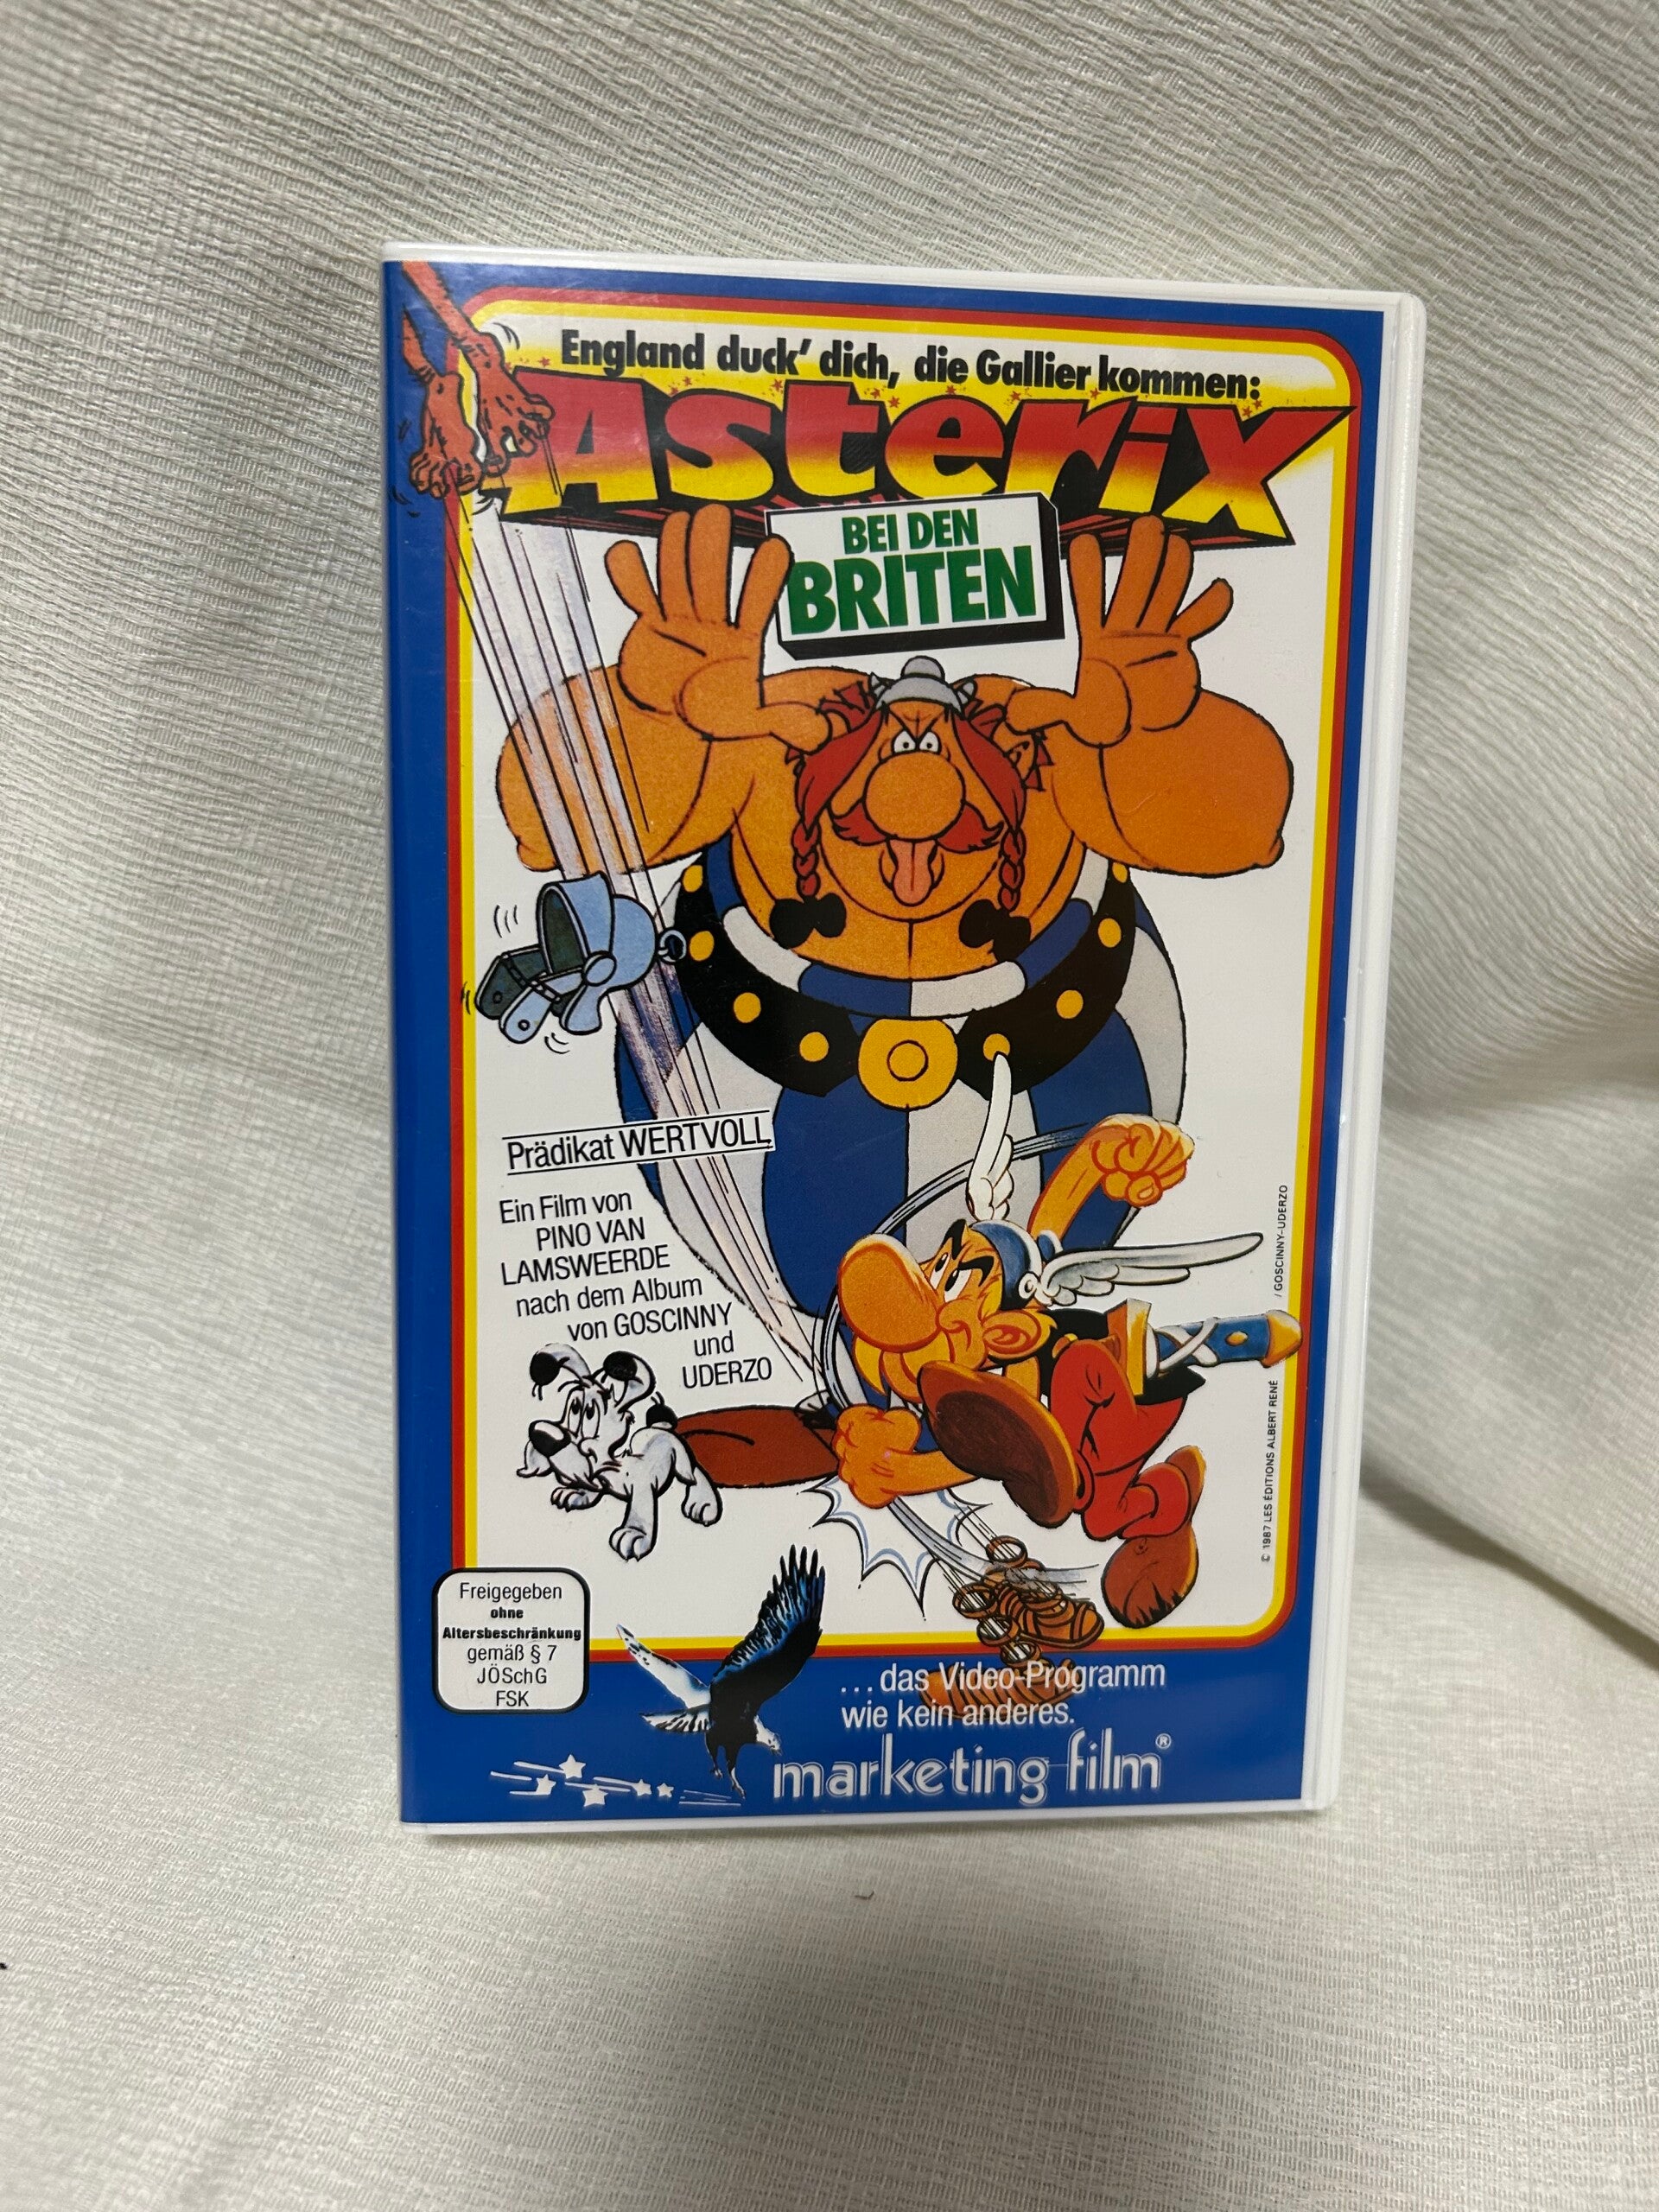 England duck' dich, die Gallier kommen:
Asterix
BEI DEN
BRITEN
Prädikat WERTVOLL
Ein Film von
PINO VAN
LAMSWEERDE
nach dem Album
von GOSCINNY
und
UDERZO
/ GOSCINNY-UDERZO
© 1987 LES ÉDITIONS ALBERT RENÉ
Freigegeben
ohne
Altersbeschränkung
gemäß § 7
JÖSchG
FSK
...das Video-Programm
wie kein anderes.
marketing film®